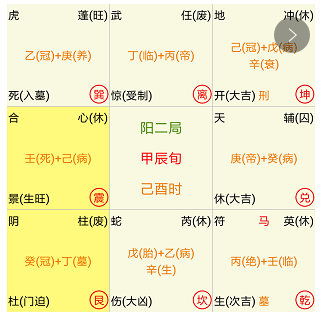 虎 蓬(旺)
乙(冠)+庚(养)
死(入墓) 巽
武 任(废)
丁(临)+丙(帝)
惊(受制) 离
地 冲(休)
己(冠)+戊(病)
辛(衰)
开(大吉) 刑 坤
合 心(休)
壬(死)+己(病)
景(生旺) 震
阳二局
甲辰旬
己酉时
天 辅(囚)
庚(帝)+癸(病)
休(大吉) 兑
阴 柱(废)
癸(冠)+丁(墓)
杜(门迫) 艮
蛇 芮(休)
戊(胎)+乙(病)
辛(生)
伤(大凶) 坎
符 马 英(休)
丙(绝)+壬(临)
生(次吉) 墓 乾